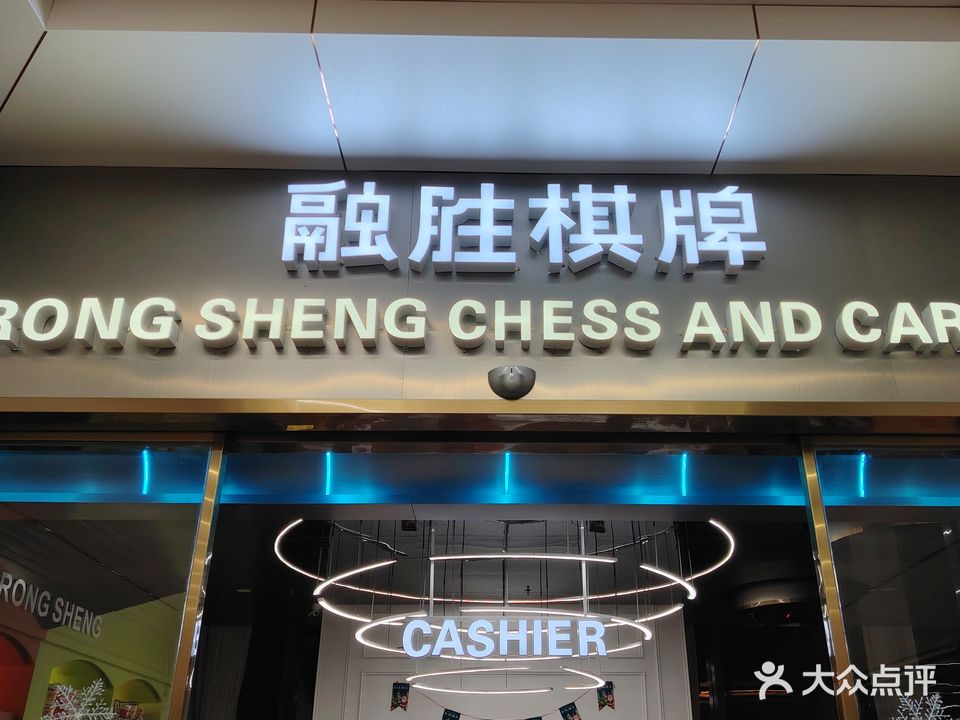 融胜棋牌
RONG SHENG CHESS AND CAR
RONG SHENG
CASHIER
大众点评